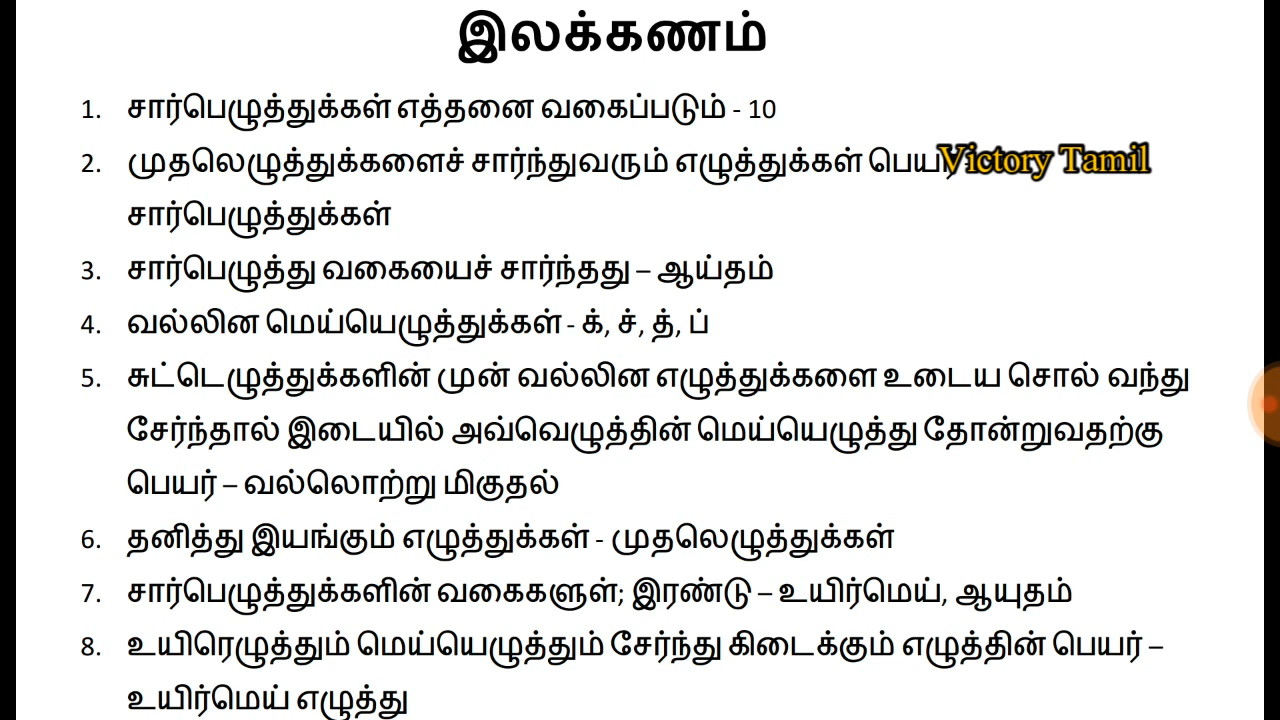 இலக்கணம்
1. சார்பெழுத்துக்கள் எத்தனை வகைப்படும் - 10
2. முதலெழுத்துக்களைச் சார்ந்துவரும் எழுத்துக்கள் பெயர் Victory Tamil
சார்பெழுத்துக்கள்
3. சார்பெழுத்து வகையைச் சார்ந்தது – ஆய்தம்
4. வல்லின மெய்யெழுத்துக்கள் - க், ச், த், ப்
5. சுட்டெழுத்துக்களின் முன் வல்லின எழுத்துக்களை உடைய சொல் வந்து
சேர்ந்தால் இடையில் அவ்வெழுத்தின் மெய்யெழுத்து தோன்றுவதற்கு
பெயர் – வல்லொற்று மிகுதல்
6. தனித்து இயங்கும் எழுத்துக்கள் - முதலெழுத்துக்கள்
7. சார்பெழுத்துக்களின் வகைகளுள்; இரண்டு – உயிர்மெய், ஆயுதம்
8. உயிரெழுத்தும் மெய்யெழுத்தும் சேர்ந்து கிடைக்கும் எழுத்தின் பெயர் –
உயிர்மெய் எழுத்து